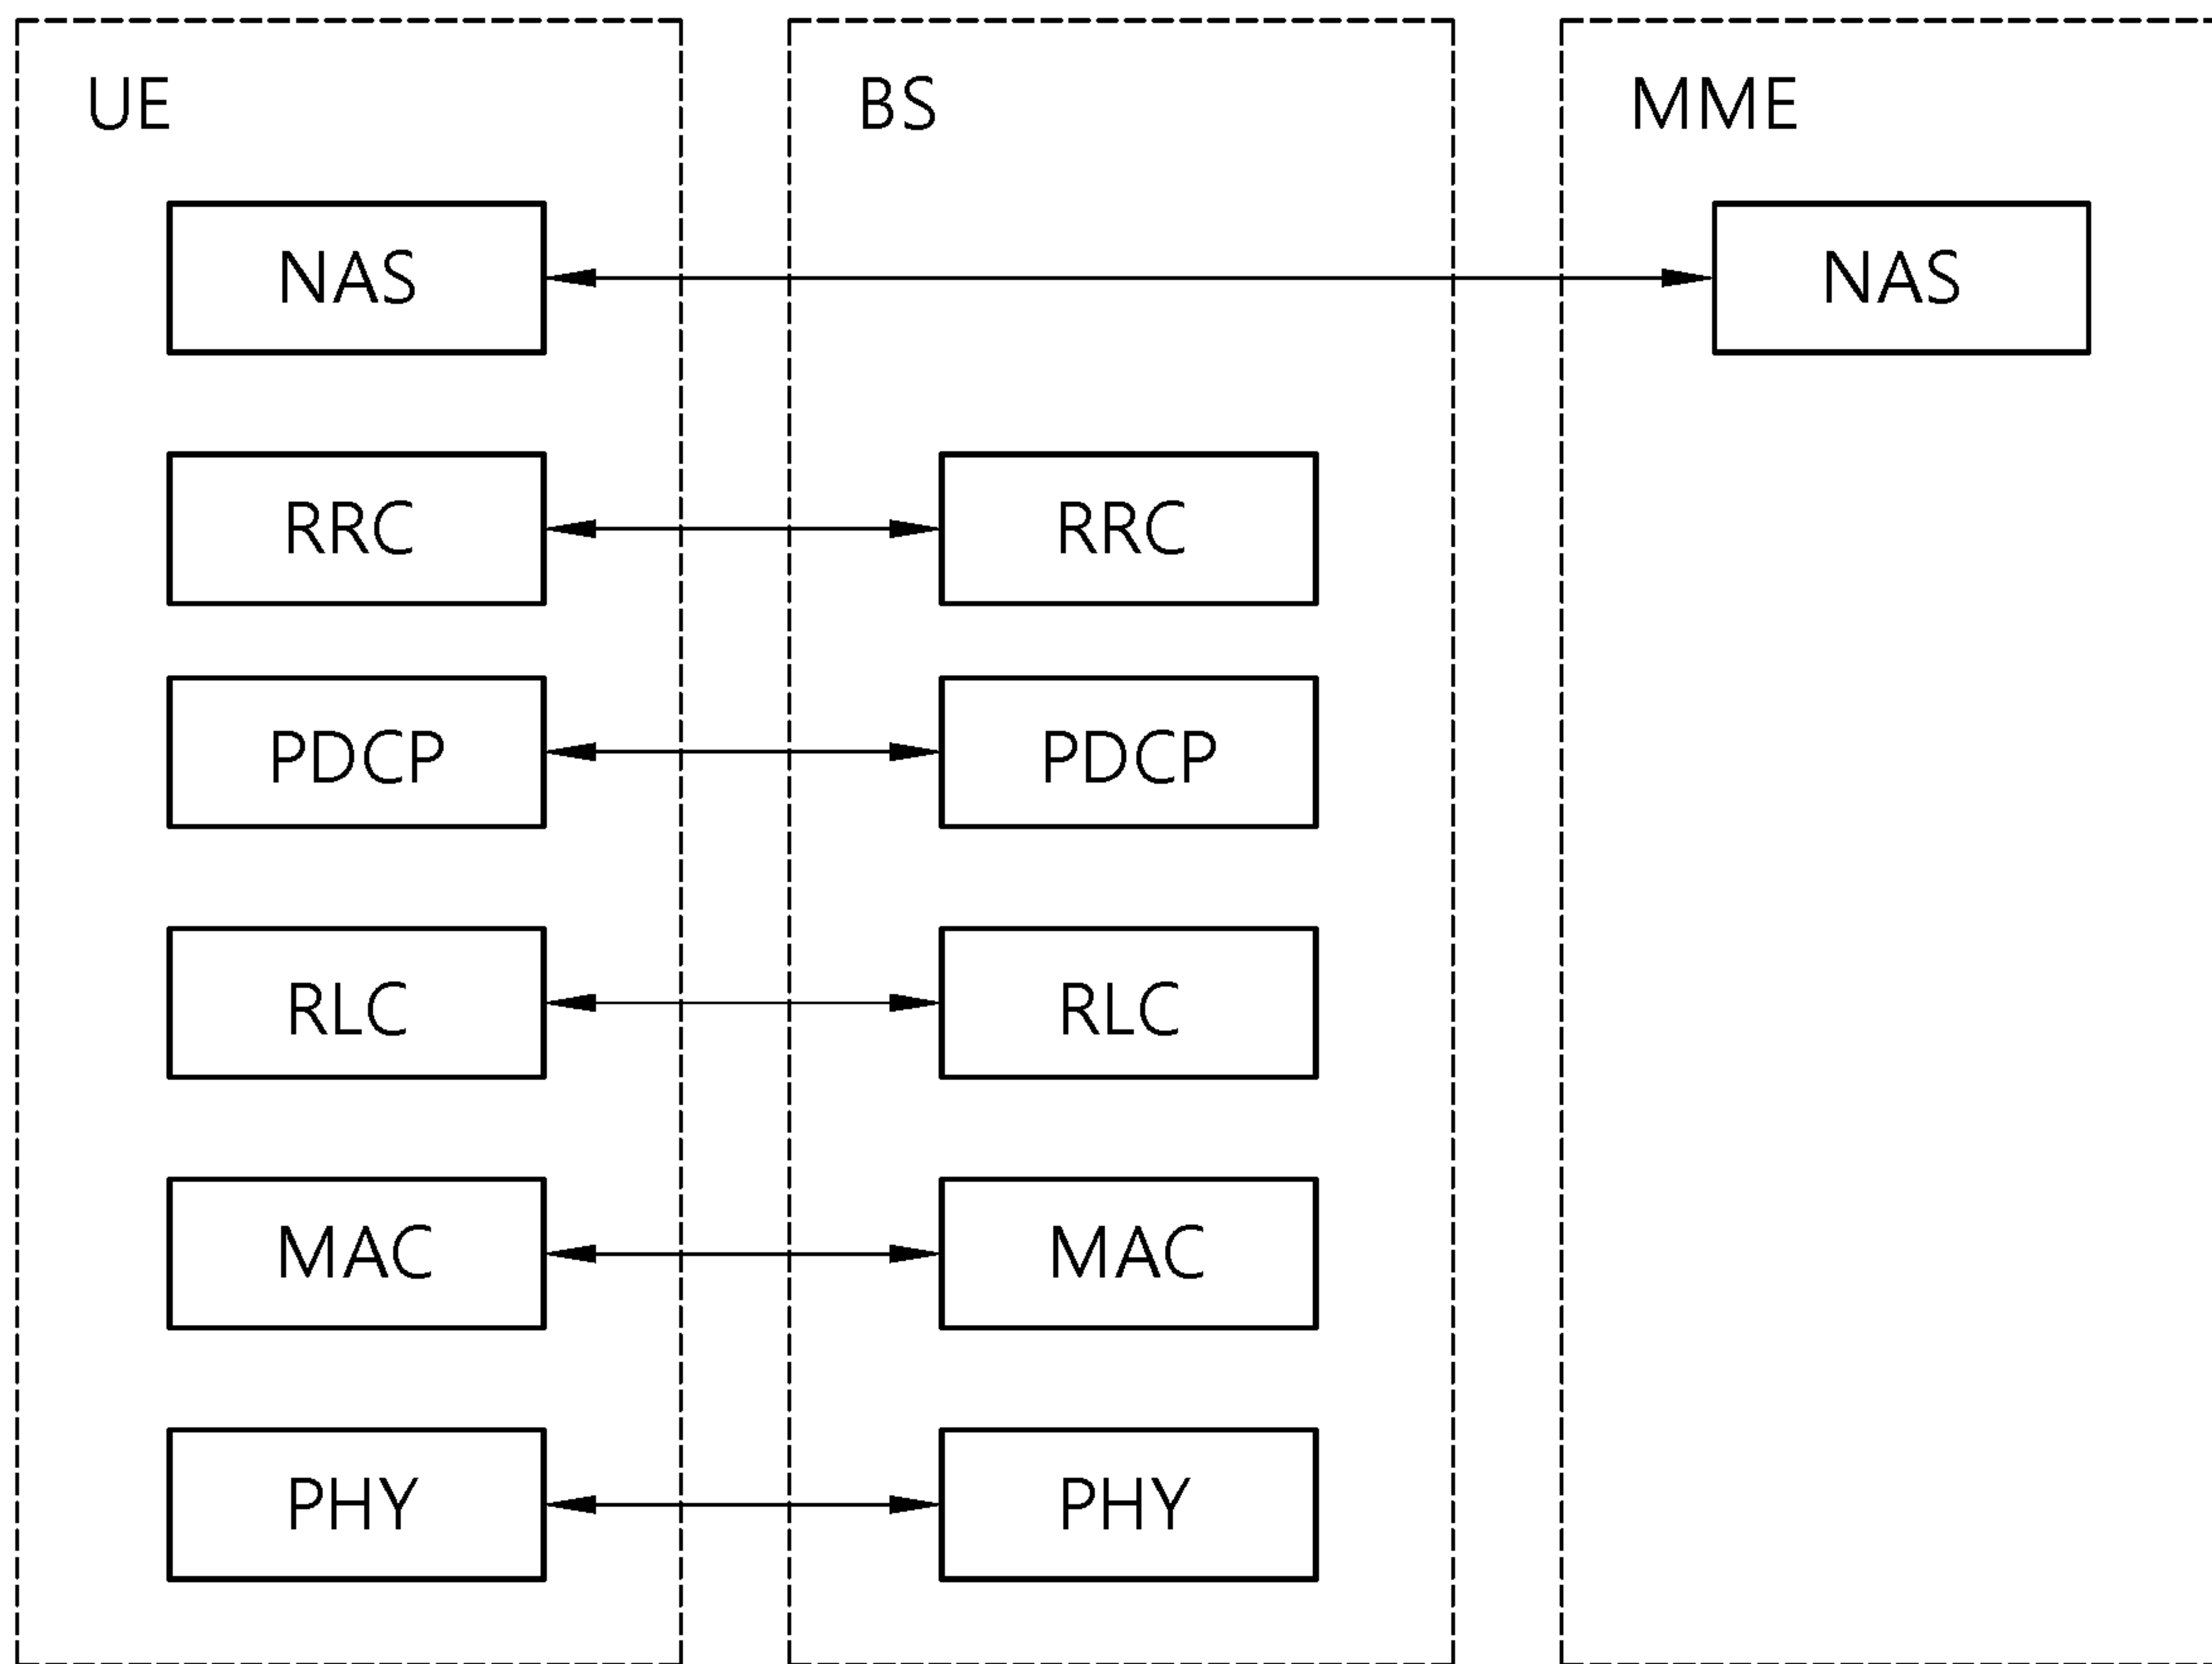 UE
BS
MME
NAS
NAS
RRC
RRC
PDCP
PDCP
RLC
RLC
MAC
MAC
PHY
PHY